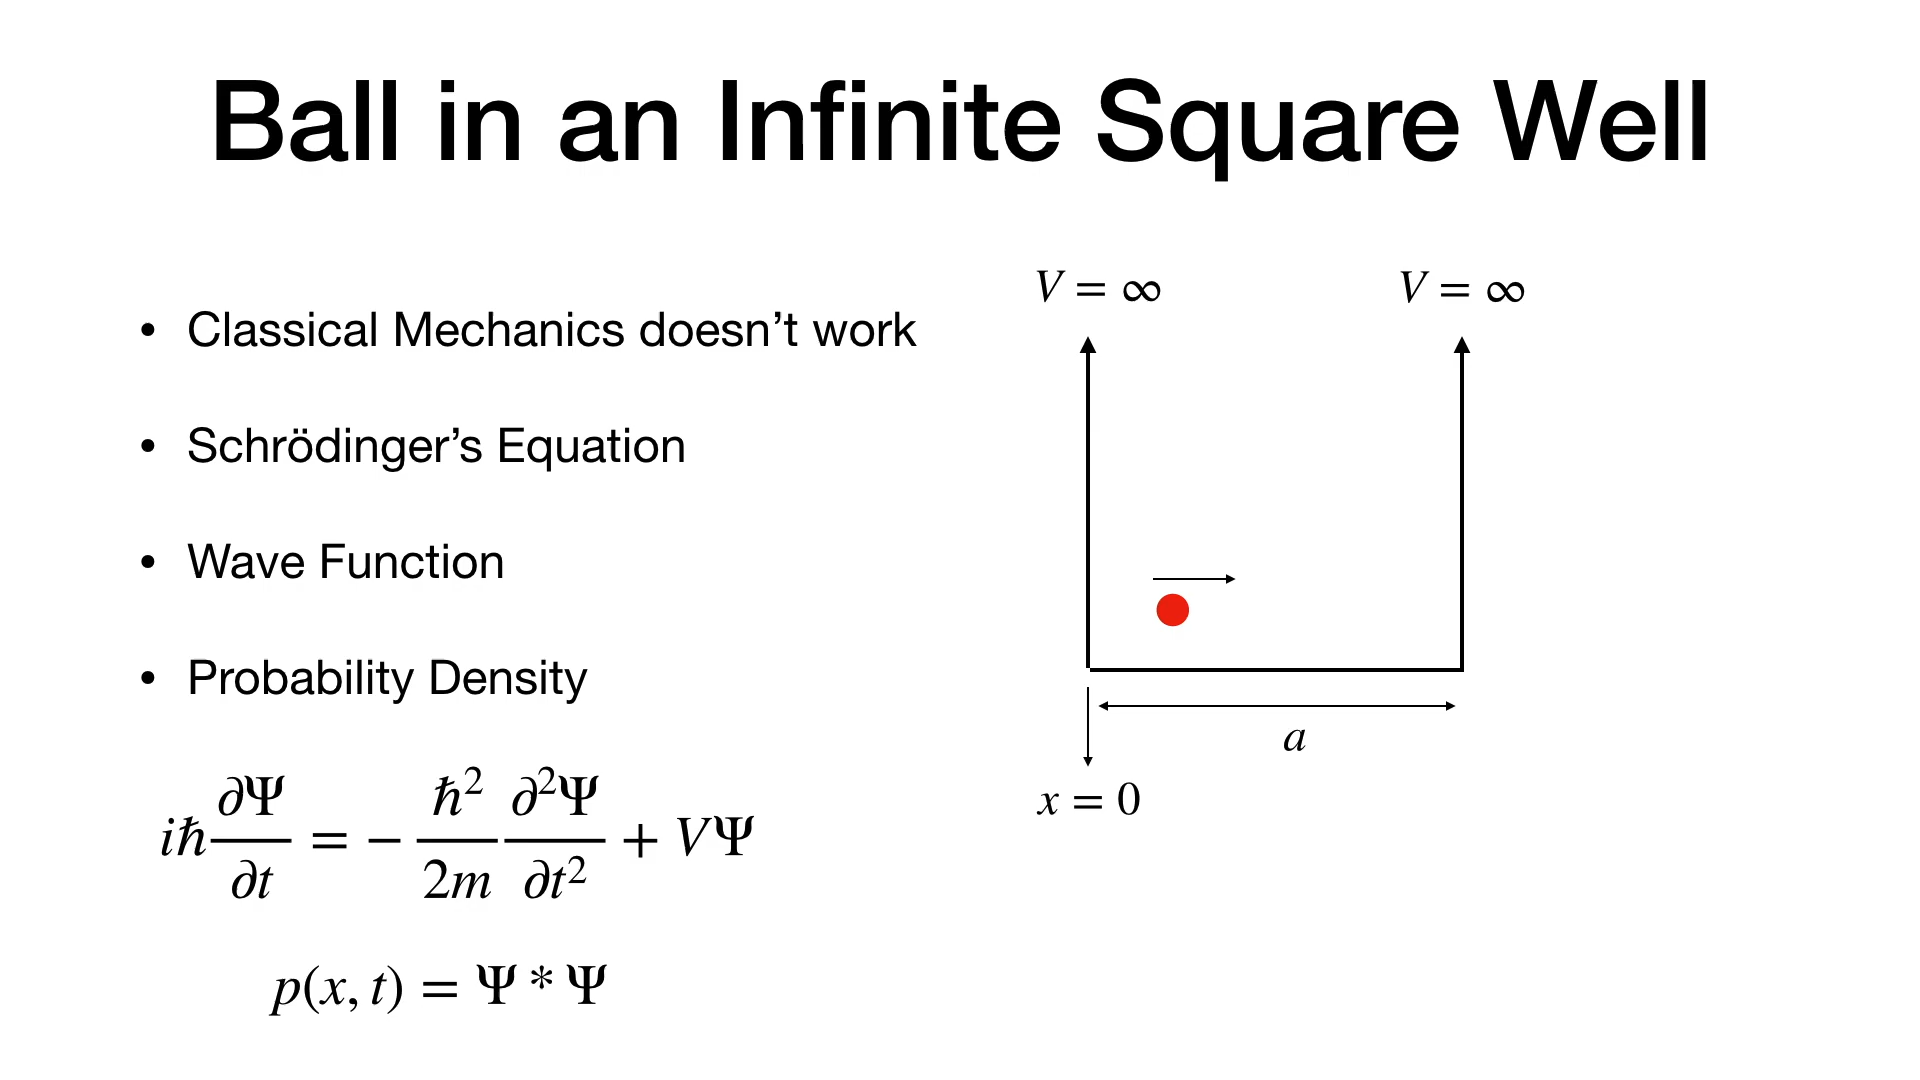 Ball in an Infinite Square Well
• Classical Mechanics doesn’t work
• Schrödinger’s Equation
• Wave Function
• Probability Density
iℏ ∂Ψ/∂t = − ℏ²/2m ∂²Ψ/∂t² + VΨ
p(x, t) = Ψ * Ψ
V = ∞ V = ∞
a
x = 0